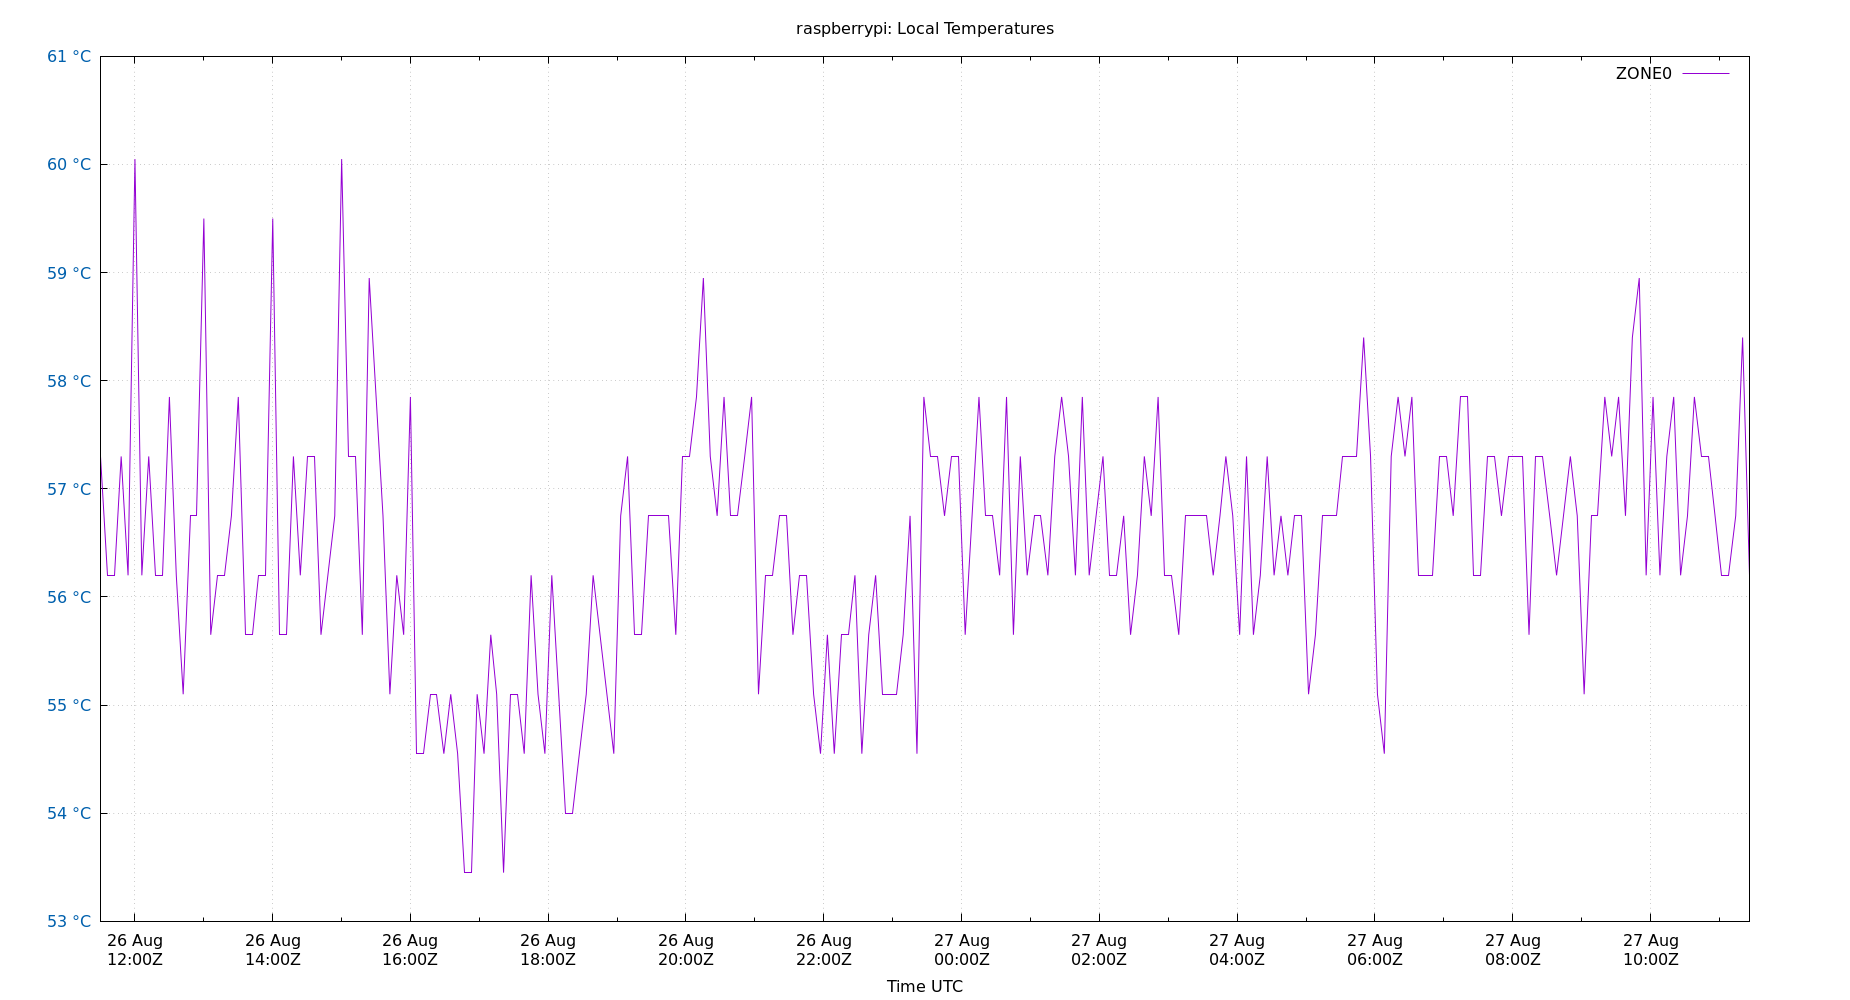 raspberrypi: Local Temperatures
61 °C
ZONE0
60 °C
59 °C
58 °C
57 °C
56 °C
55 °C
54 °C
53 °C
26 Aug 26 Aug 26 Aug 26 Aug 26 Aug 26 Aug 27 Aug 27 Aug 27 Aug 27 Aug 27 Aug 27 Aug
12:00Z 14:00Z 16:00Z 18:00Z 20:00Z 22:00Z 00:00Z 02:00Z 04:00Z 06:00Z 08:00Z 10:00Z
Time UTC